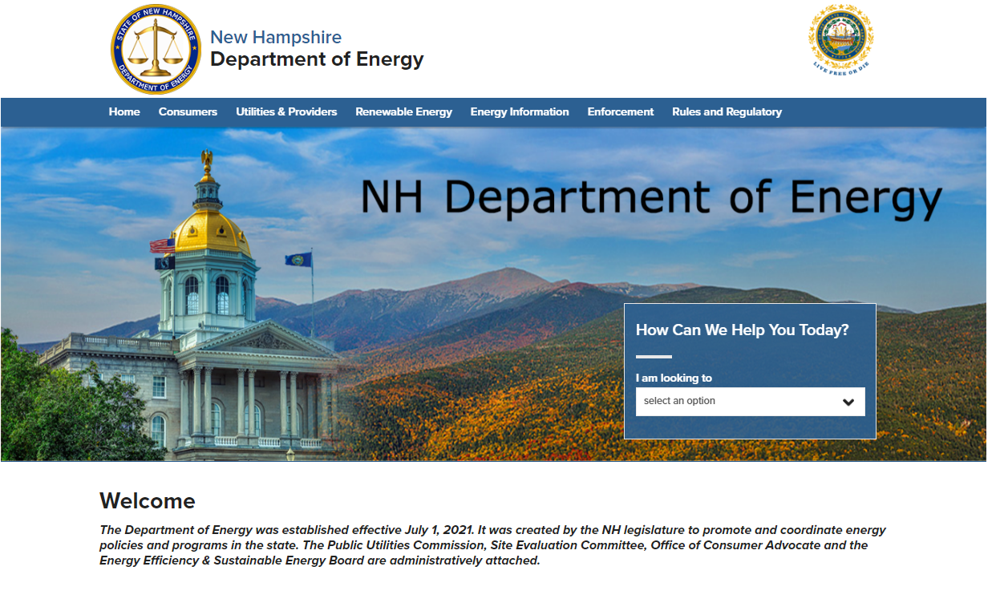 STATE OF NEW HAMPSHIRE
DEPARTMENT OF ENERGY
New Hampshire
Department of Energy
LIVE FREE OR DIE
Home Consumers Utilities & Providers Renewable Energy Energy Information Enforcement Rules and Regulatory
NH Department of Energy
How Can We Help You Today?
I am looking to
select an option
Welcome
The Department of Energy was established effective July 1, 2021. It was created by the NH legislature to promote and coordinate energy
policies and programs in the state. The Public Utilities Commission, Site Evaluation Committee, Office of Consumer Advocate and the
Energy Efficiency & Sustainable Energy Board are administratively attached.